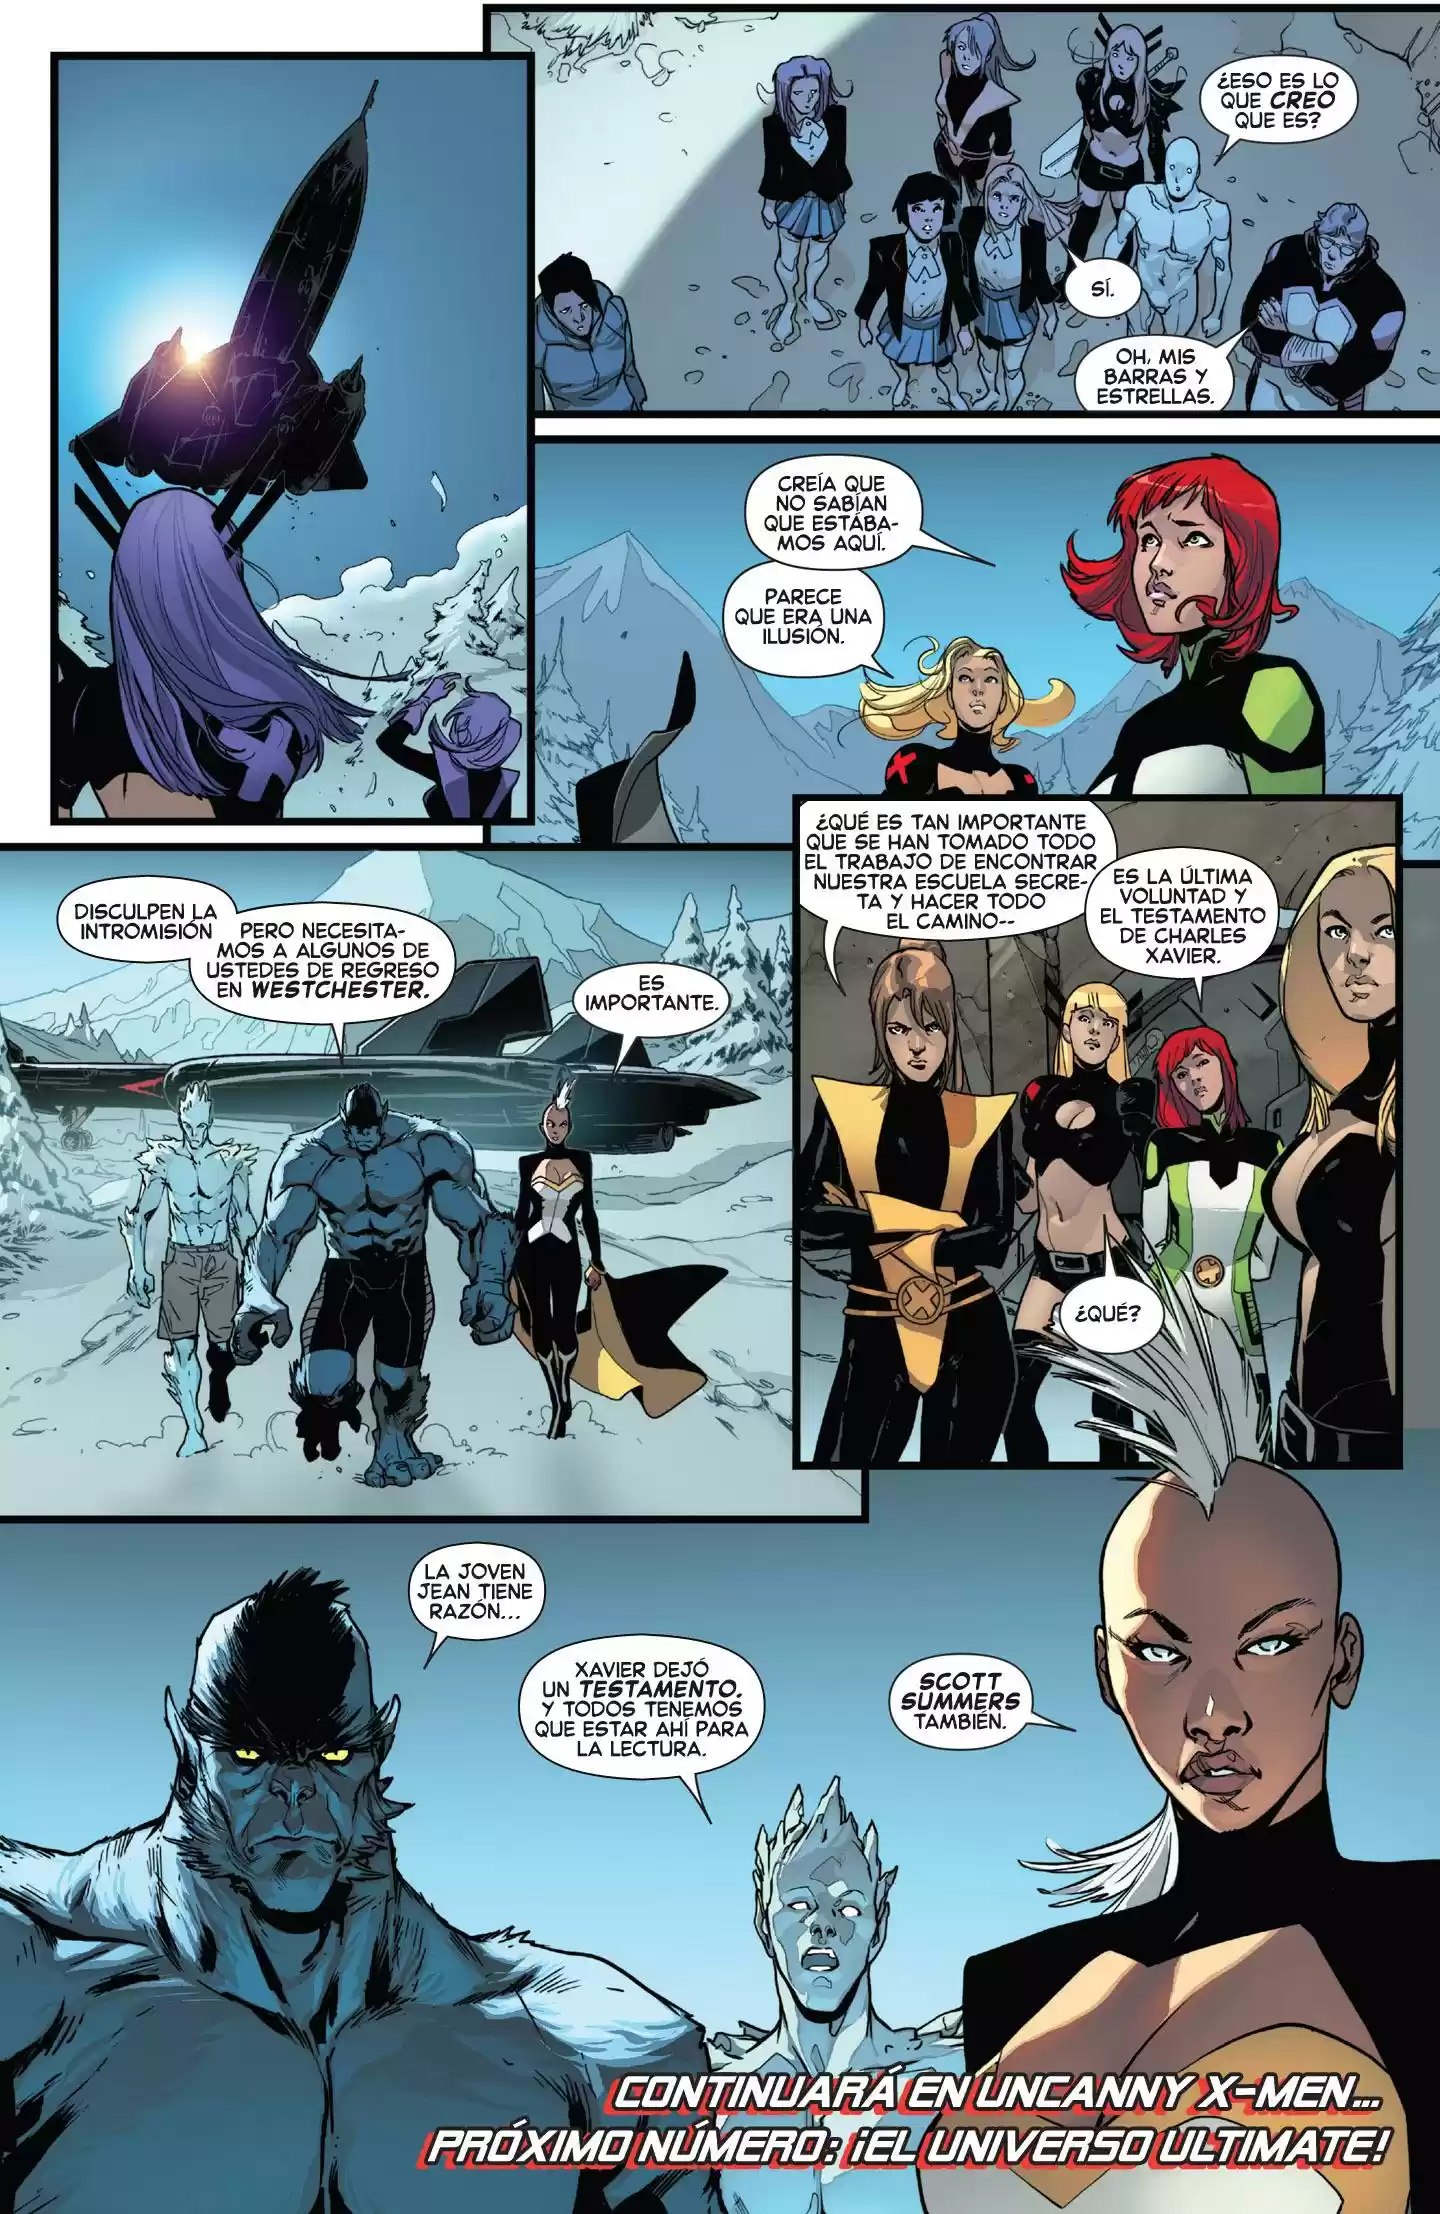 ¿ESO ES LO
QUE CREO
QUE ES?
SÍ.
OH, MIS
BARRAS Y
ESTRELLAS.
CREÍA QUE
NO SABÍAN
QUE ESTÁBA-
MOS AQUÍ.
PARECE
QUE ERA UNA
ILUSIÓN.
DISCULPEN LA
INTROMISIÓN
PERO NECESITA-
MOS A ALGUNOS DE
USTEDES DE REGRESO
EN WESTCHESTER.
ES
IMPORTANTE.
¿QUÉ ES TAN IMPORTANTE
QUE SE HAN TOMADO TODO
EL TRABAJO DE ENCONTRAR
NUESTRA ESCUELA SECRE-
TA Y HACER TODO
EL CAMINO--
ES LA ÚLTIMA
VOLUNTAD Y
EL TESTAMENTO
DE CHARLES
XAVIER.
¿QUÉ?
LA JOVEN
JEAN TIENE
RAZÓN...
XAVIER DEJÓ
UN TESTAMENTO.
Y TODOS TENEMOS
QUE ESTAR AHÍ PARA
LA LECTURA.
SCOTT
SUMMERS
TAMBIÉN.
CONTINUARÁ EN UNCANNY X-MEN...
PRÓXIMO NÚMERO: ¡EL UNIVERSO ULTIMATE!